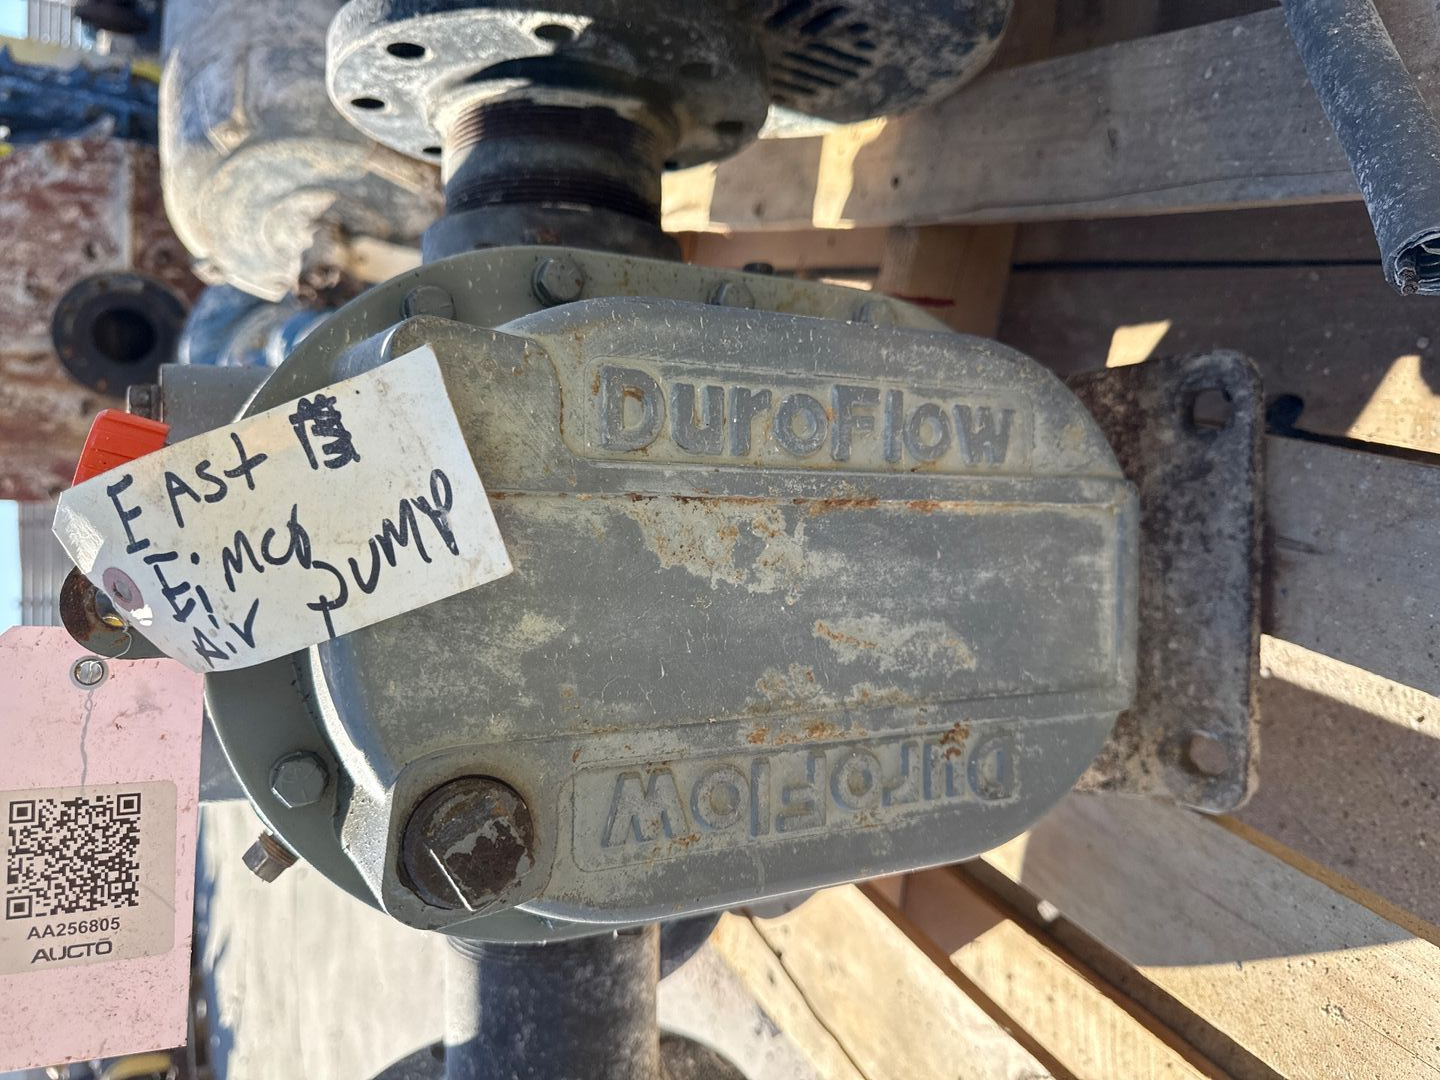 DUROFLOW
EAST
EiMCO
AiR PUMP
DUROFLOW
AA256805
AUCTO